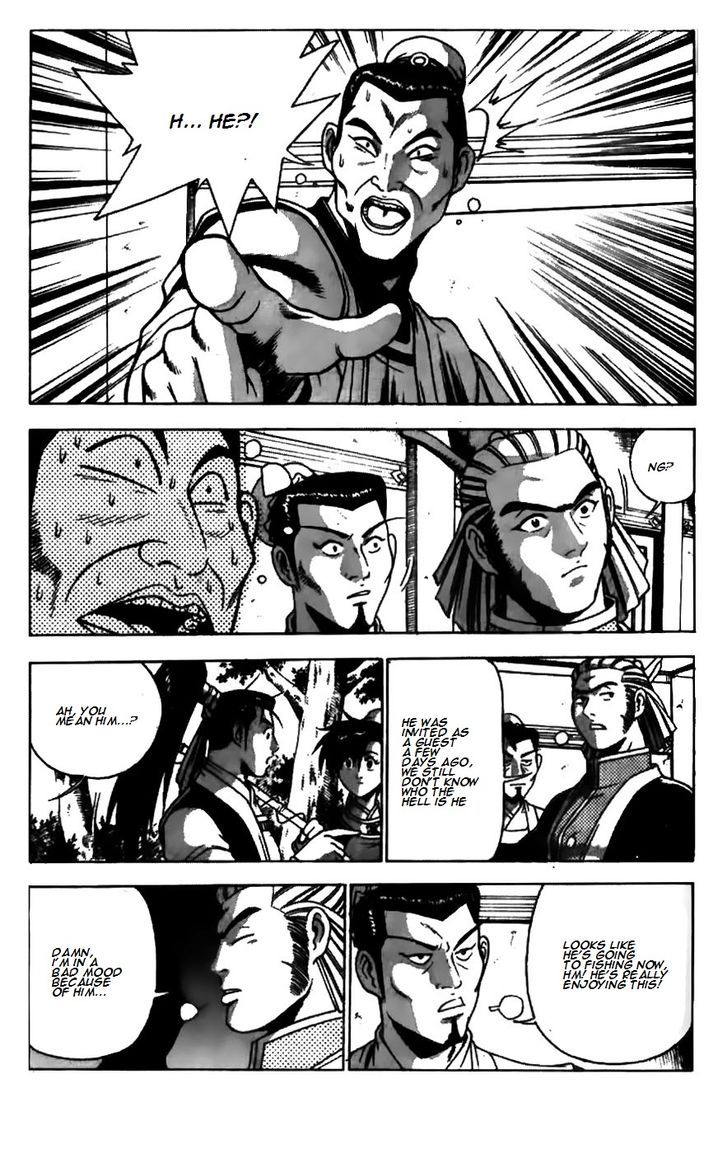 H... HE?!
NG?
AH, YOU
MEAN HIM...?
HE WAS
INVITED AS
A GUEST
A FEW
DAYS AGO,
WE STILL
DON'T KNOW
WHO THE
HELL IS HE
DAMN,
I'M IN A
BAD MOOD
BECAUSE
OF HIM...
LOOKS LIKE
HE'S GOING
TO FISHING NOW,
HM! HE'S REALLY
ENJOYING THIS!